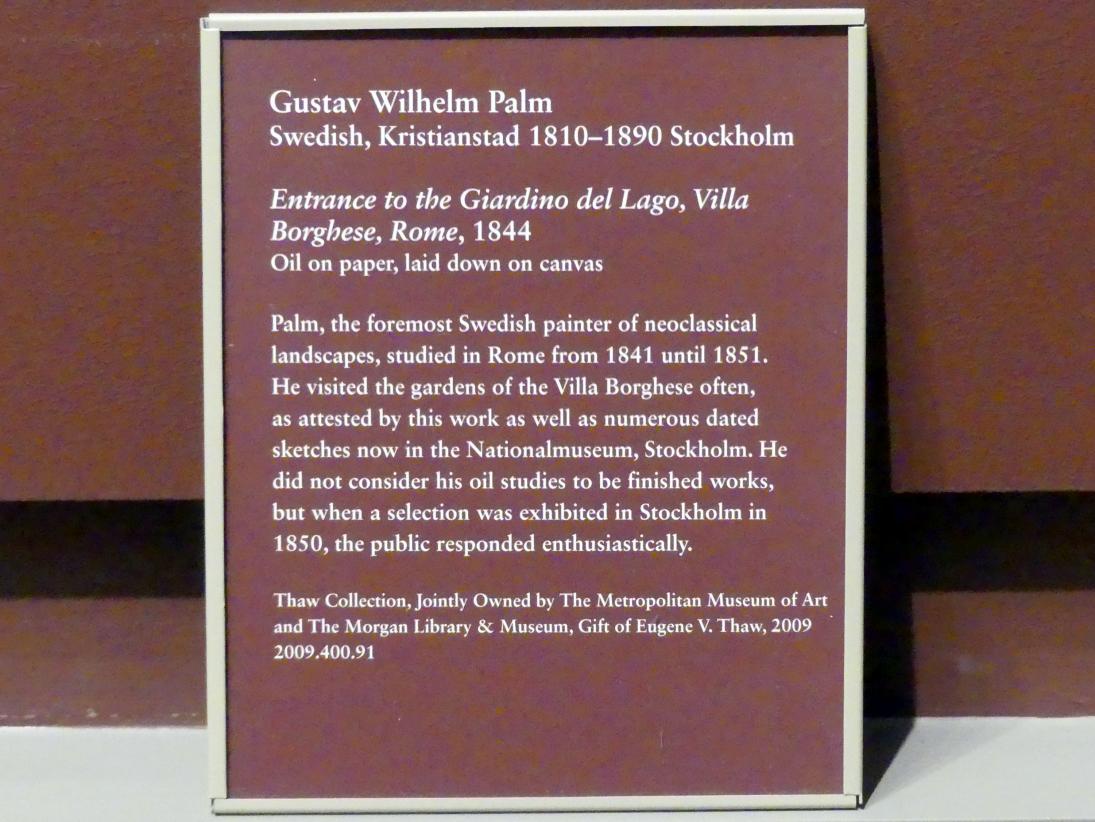 Gustav Wilhelm Palm
Swedish, Kristianstad 1810–1890 Stockholm
Entrance to the Giardino del Lago, Villa
Borghese, Rome, 1844
Oil on paper, laid down on canvas
Palm, the foremost Swedish painter of neoclassical
landscapes, studied in Rome from 1841 until 1851.
He visited the gardens of the Villa Borghese often,
as attested by this work as well as numerous dated
sketches now in the Nationalmuseum, Stockholm. He
did not consider his oil studies to be finished works,
but when a selection was exhibited in Stockholm in
1850, the public responded enthusiastically.
Thaw Collection, Jointly Owned by The Metropolitan Museum of Art
and The Morgan Library & Museum, Gift of Eugene V. Thaw, 2009
2009.400.91